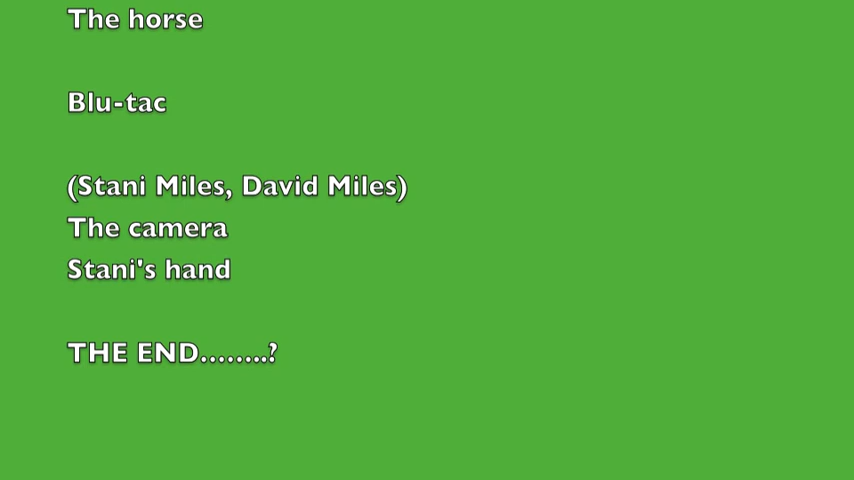 The horse
Blu-tac
(Stani Miles, David Miles)
The camera
Stani's hand
THE END........?